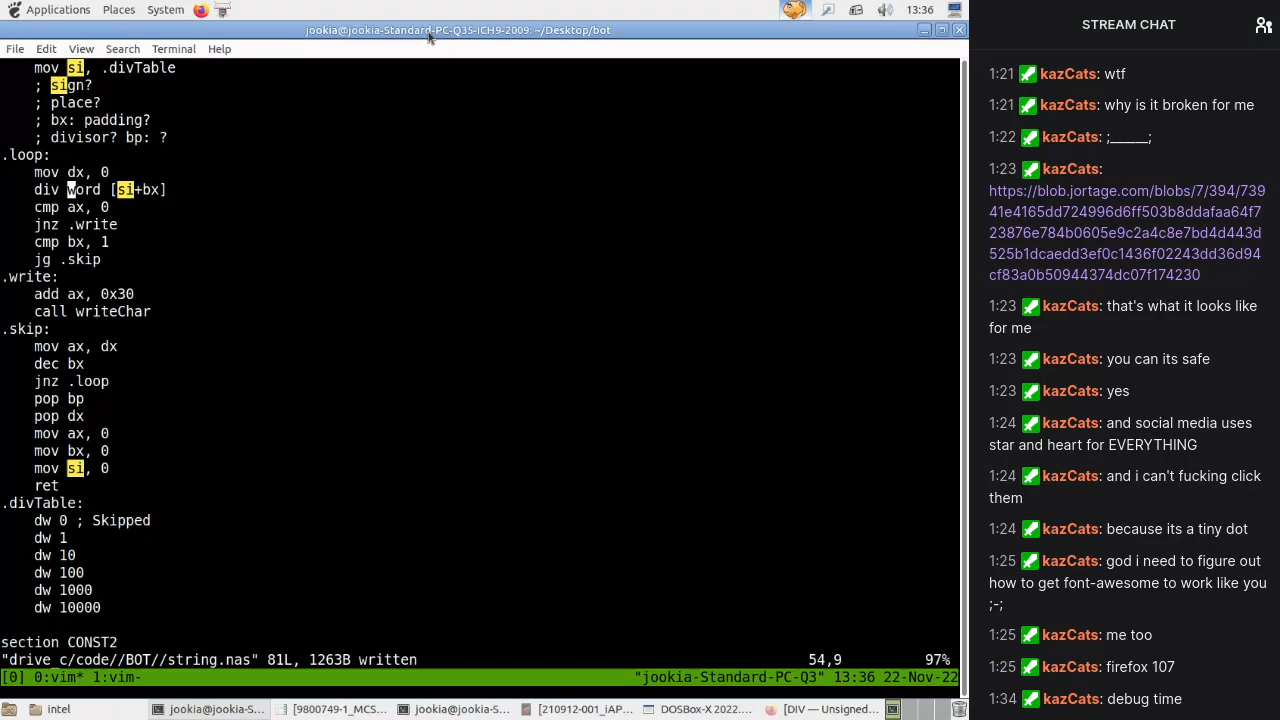 Applications Places System 13:36
jookia@jookia-Standard-PC-Q35-ICH9-2009: ~/Desktop/bot
File Edit View Search Terminal Help
mov si, .divTable
; sign?
; place?
; bx: padding?
; divisor? bp: ?
.loop:
mov dx, 0
div word [si+bx]
cmp ax, 0
jnz .write
cmp bx, 1
jg .skip
.write:
add ax, 0x30
call writeChar
.skip:
mov ax, dx
dec bx
jnz .loop
pop bp
pop dx
mov ax, 0
mov bx, 0
mov si, 0
ret
.divTable:
dw 0 ; Skipped
dw 1
dw 10
dw 100
dw 1000
dw 10000
section CONST2
"drive_c/code//BOT//string.nas" 81L, 1263B written 54,9 97%
[0] 0:vim* 1:vim- "jookia-Standard-PC-Q3" 13:36 22-Nov-22
intel jookia@jookia-S... [9809-09-1_MCS... jookia@jookia-S... [210912-001_iAP... DOSBox-X 2022.... [DIV — Unsigned...
STREAM CHAT
1:21 kazCats: wtf
1:21 kazCats: why is it broken for me
1:22 kazCats: ;______;
1:23 kazCats:
https://blob.jortage.com/blobs/7/394/739
41e4165dd724996d6ff503b8ddafaa64f7
23876e784b0605e9c2a4c8e7bd4d443d
525b1dcaedd3ef0c1436f02243dd36d94
cf83a0b50944374dc07f174230
1:23 kazCats: that's what it looks like
for me
1:23 kazCats: you can its safe
1:23 kazCats: yes
1:24 kazCats: and social media uses
star and heart for EVERYTHING
1:24 kazCats: and i can't fucking click
them
1:24 kazCats: because its a tiny dot
1:25 kazCats: god i need to figure out
how to get font-awesome to work like you
;-;
1:25 kazCats: me too
1:25 kazCats: firefox 107
1:34 kazCats: debug time